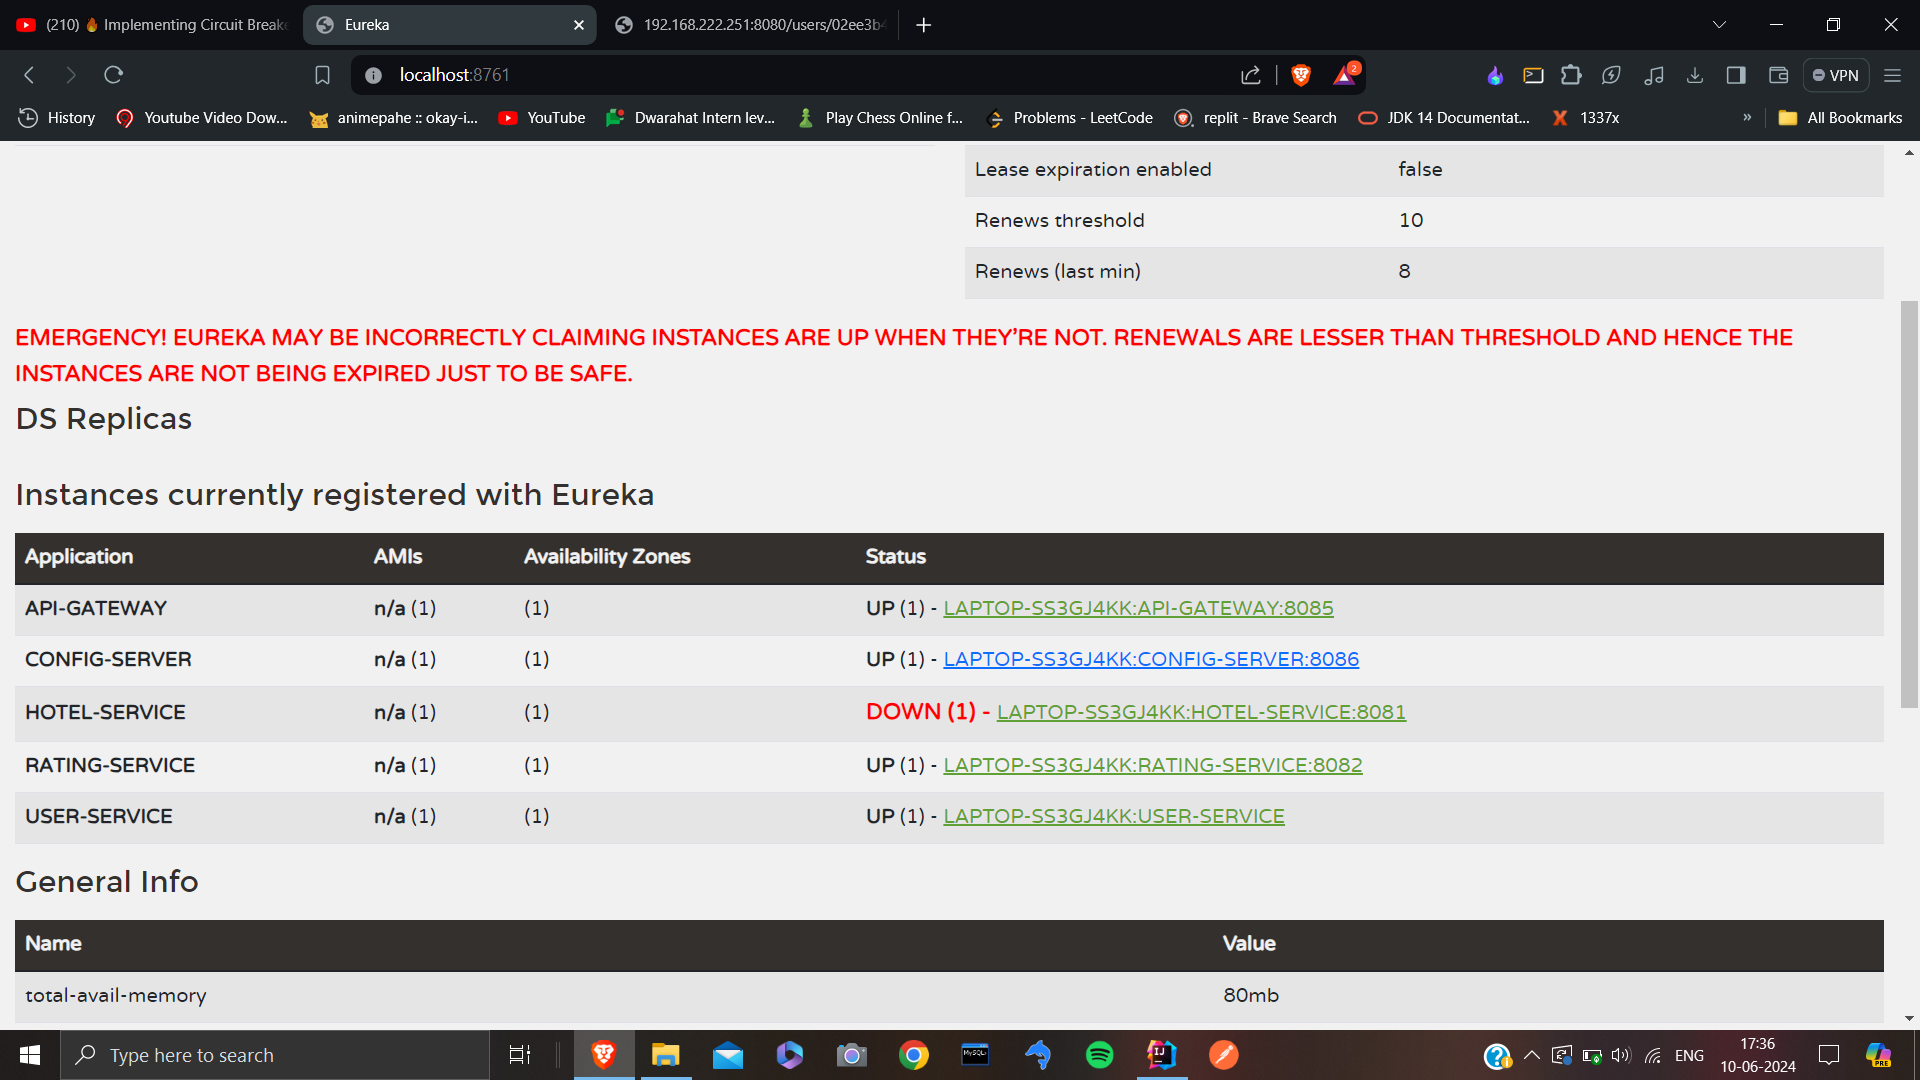 (210) 🔥 Implementing Circuit Breake
Eureka
192.168.222.251:8080/users/02ee3b4
localhost:8761
2
VPN
History
Youtube Video Dow...
animepahe :: okay-i...
YouTube
Dwarahat Intern lev...
Play Chess Online f...
Problems - LeetCode
replit - Brave Search
JDK 14 Documentat...
1337x
»
All Bookmarks
Lease expiration enabled false
Renews threshold 10
Renews (last min) 8
EMERGENCY! EUREKA MAY BE INCORRECTLY CLAIMING INSTANCES ARE UP WHEN THEY'RE NOT. RENEWALS ARE LESSER THAN THRESHOLD AND HENCE THE
INSTANCES ARE NOT BEING EXPIRED JUST TO BE SAFE.
DS Replicas
Instances currently registered with Eureka
Application AMIs Availability Zones Status
API-GATEWAY n/a (1) (1) UP (1) - LAPTOP-SS3GJ4KK:API-GATEWAY:8085
CONFIG-SERVER n/a (1) (1) UP (1) - LAPTOP-SS3GJ4KK:CONFIG-SERVER:8086
HOTEL-SERVICE n/a (1) (1) DOWN (1) - LAPTOP-SS3GJ4KK:HOTEL-SERVICE:8081
RATING-SERVICE n/a (1) (1) UP (1) - LAPTOP-SS3GJ4KK:RATING-SERVICE:8082
USER-SERVICE n/a (1) (1) UP (1) - LAPTOP-SS3GJ4KK:USER-SERVICE
General Info
Name Value
total-avail-memory 80mb
Type here to search
MySQL
IJ
ENG
17:36
10-06-2024
PRE